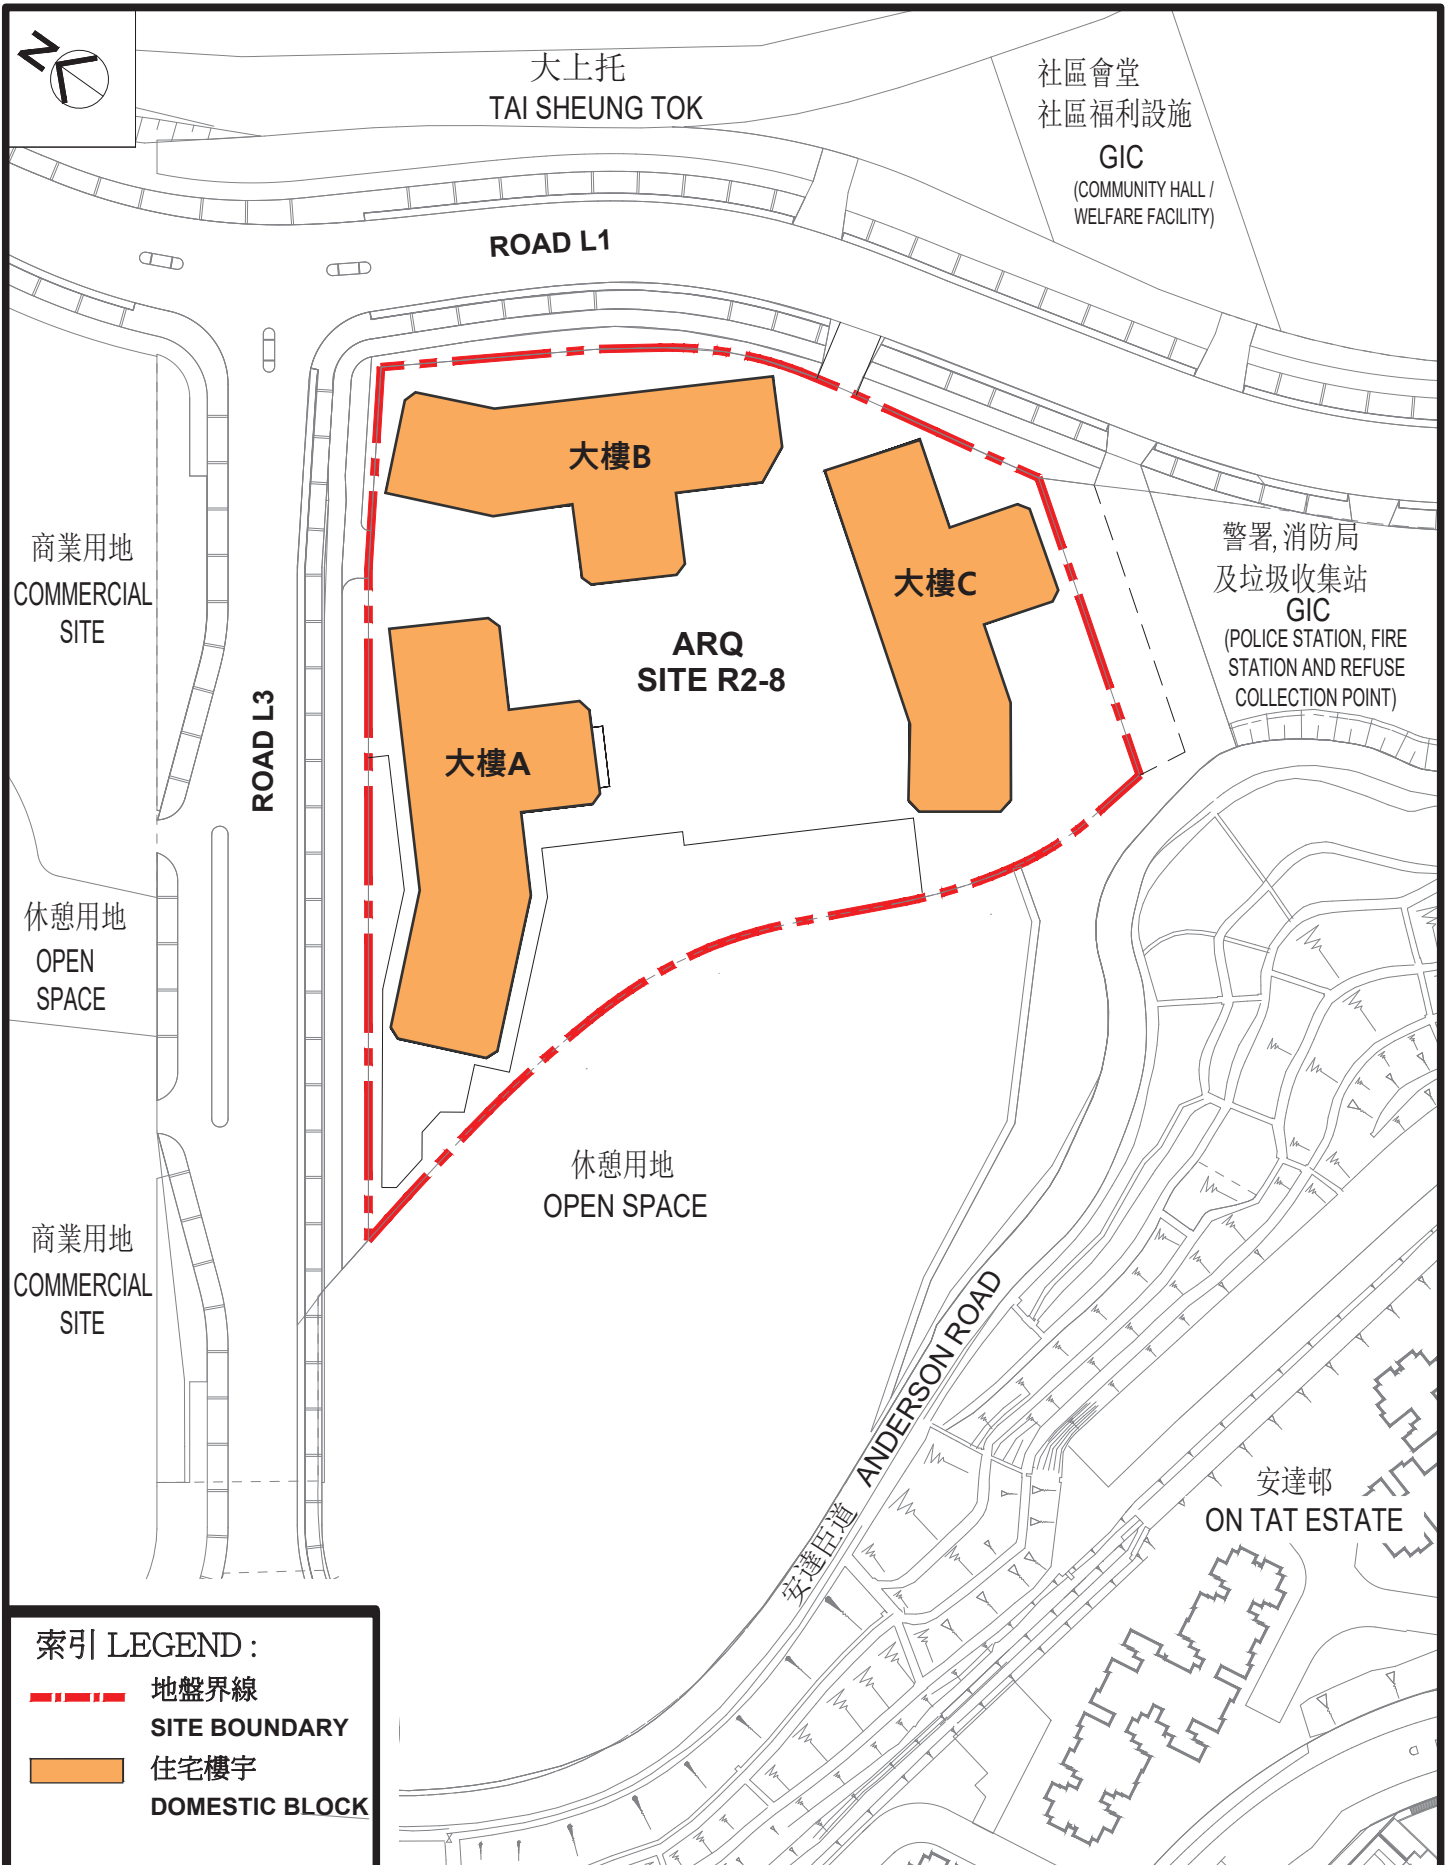 N
大上托
TAI SHEUNG TOK
社區會堂
社區福利設施
GIC
(COMMUNITY HALL /
WELFARE FACILITY)
ROAD L1
大樓B
大樓C
商業用地
COMMERCIAL
SITE
警署,消防局
及垃圾收集站
GIC
(POLICE STATION, FIRE
STATION AND REFUSE
COLLECTION POINT)
ARQ
SITE R2-8
ROAD L3
大樓A
休憩用地
OPEN
SPACE
休憩用地
OPEN SPACE
商業用地
COMMERCIAL
SITE
安達臣道 ANDERSON ROAD
安達邨
ON TAT ESTATE
索引 LEGEND :
地盤界線
SITE BOUNDARY
住宅樓宇
DOMESTIC BLOCK